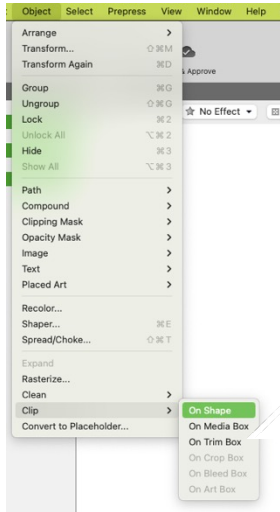 Object Select Prepress View Window Help
& Approve
No Effect
Arrange
Transform... ⇧⌘M
Transform Again ⌘D
Group ⌘G
Ungroup ⇧⌘G
Lock ⌘2
Unlock All ⌥⌘2
Hide ⌘3
Show All ⌥⌘3
Path
Compound
Clipping Mask
Opacity Mask
Image
Text
Placed Art
Recolor...
Shaper... ⌘E
Spread/Choke... ⇧⌘T
Expand
Rasterize...
Clean
Clip
Convert to Placeholder...
On Shape
On Media Box
On Trim Box
On Crop Box
On Bleed Box
On Art Box